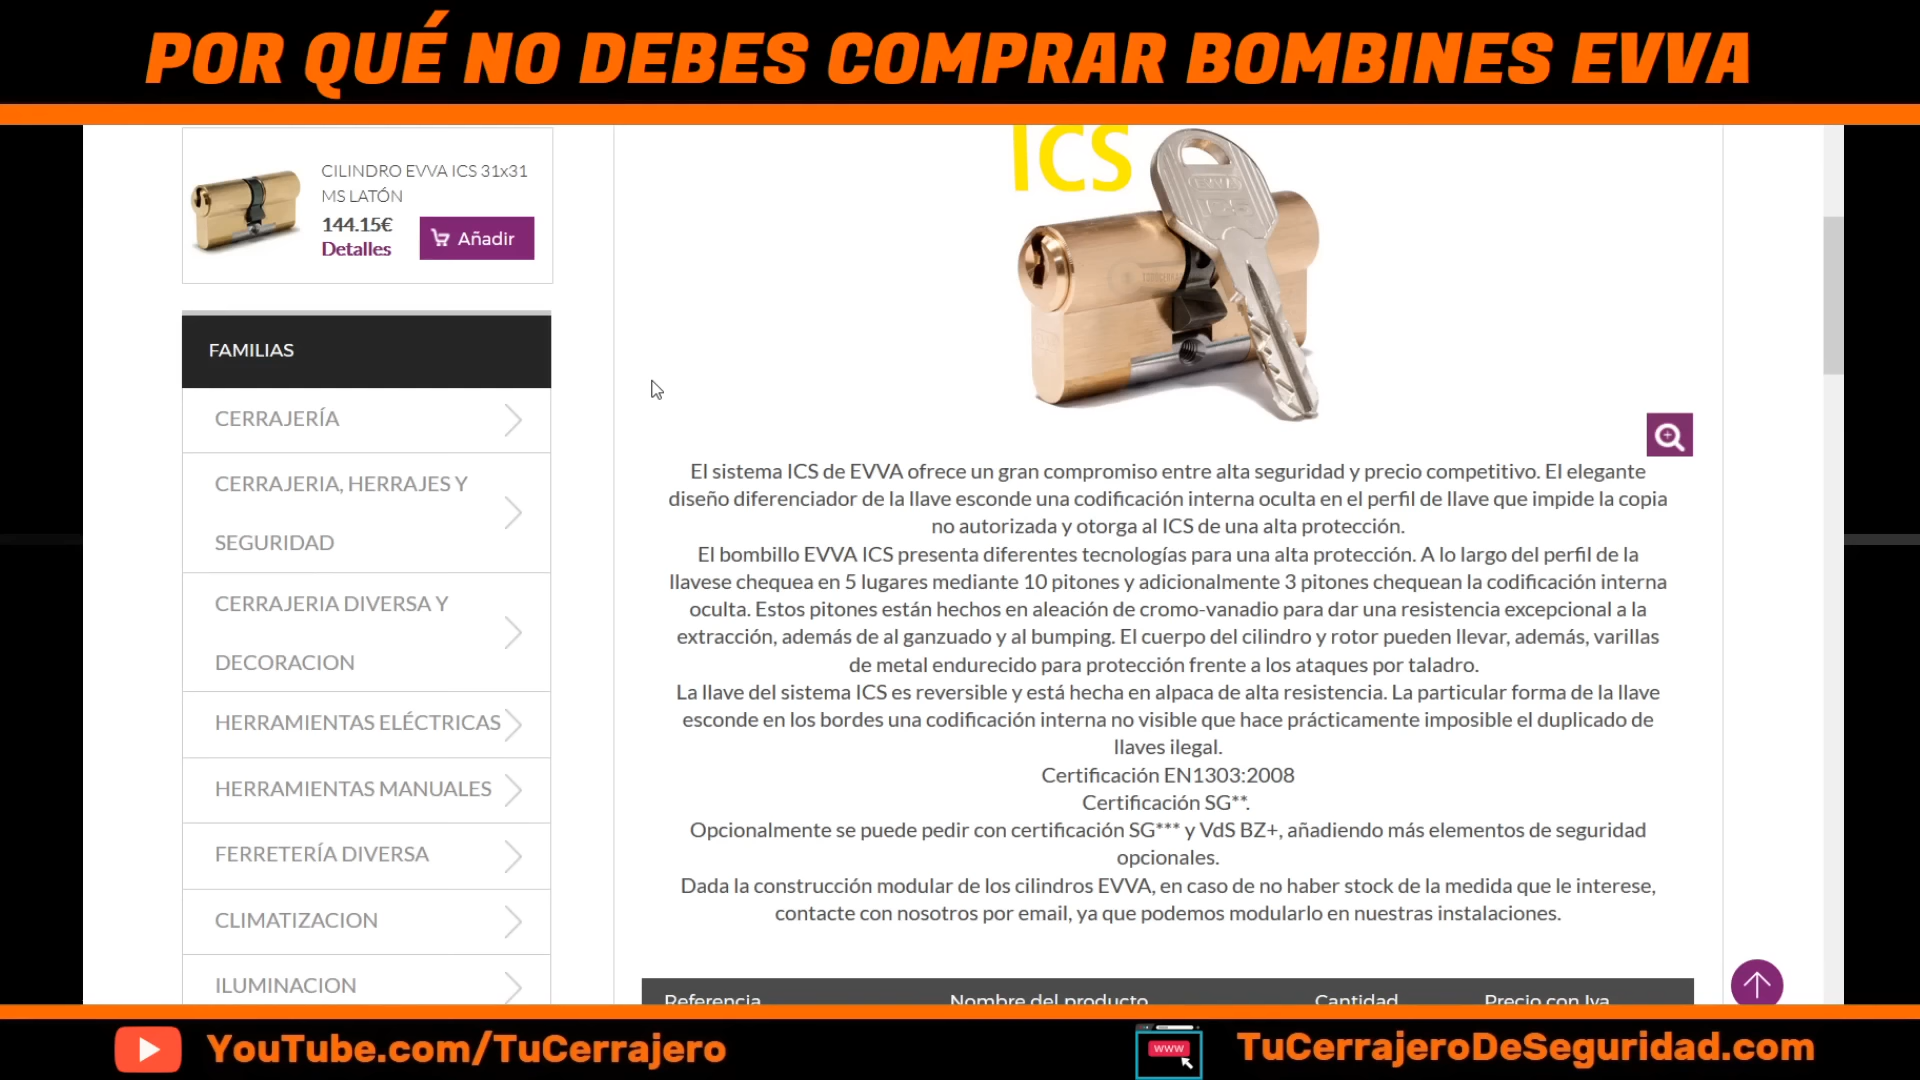 POR QUÉ NO DEBES COMPRAR BOMBINES EVVA
CILINDRO EVVA ICS 31x31
MS LATÓN
144.15€
Detalles
Añadir
FAMILIAS
CERRAJERÍA
CERRAJERIA, HERRAJES Y
SEGURIDAD
CERRAJERIA DIVERSA Y
DECORACION
HERRAMIENTAS ELÉCTRICAS
HERRAMIENTAS MANUALES
FERRETERÍA DIVERSA
CLIMATIZACION
ILUMINACION
ICS
EVVA
ICS
El sistema ICS de EVVA ofrece un gran compromiso entre alta seguridad y precio competitivo. El elegante
diseño diferenciador de la llave esconde una codificación interna oculta en el perfil de llave que impide la copia
no autorizada y otorga al ICS de una alta protección.
El bombillo EVVA ICS presenta diferentes tecnologías para una alta protección. A lo largo del perfil de la
llavese chequea en 5 lugares mediante 10 pitones y adicionalmente 3 pitones chequean la codificación interna
oculta. Estos pitones están hechos en aleación de cromo-vanadio para dar una resistencia excepcional a la
extracción, además de al ganzuado y al bumping. El cuerpo del cilindro y rotor pueden llevar, además, varillas
de metal endurecido para protección frente a los ataques por taladro.
La llave del sistema ICS es reversible y está hecha en alpaca de alta resistencia. La particular forma de la llave
esconde en los bordes una codificación interna no visible que hace prácticamente imposible el duplicado de
llaves ilegal.
Certificación EN1303:2008
Certificación SG**.
Opcionalmente se puede pedir con certificación SG*** y VdS BZ+, añadiendo más elementos de seguridad
opcionales.
Dada la construcción modular de los cilindros EVVA, en caso de no haber stock de la medida que le interese,
contacte con nosotros por email, ya que podemos modularlo en nuestras instalaciones.
Referencia Nombre del producto Cantidad Precio con Iva
YouTube.com/TuCerrajero
www
TuCerrajeroDeSeguridad.com